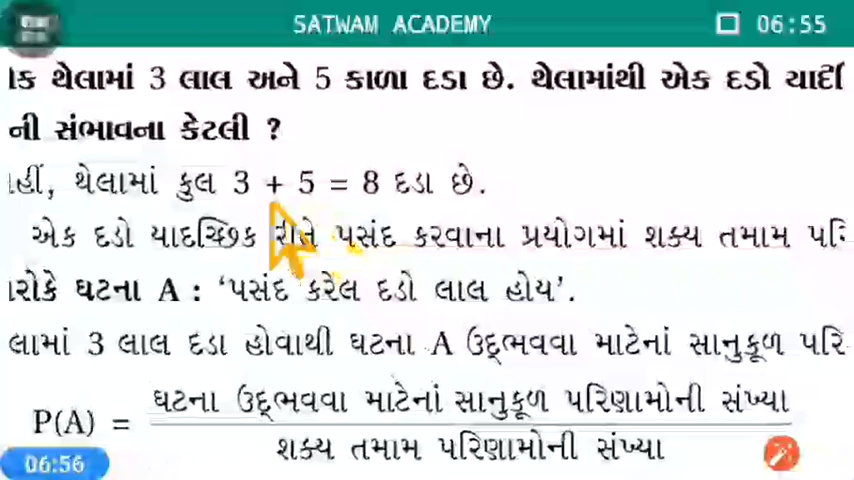 SATWAM ACADEMY 06:55
થેલામાં 3 લાલ અને 5 કાળા દડા છે. થેલામાંથી એક દડો
ની સંભાવના કેટલી ?
થેલામાં કુલ 3 + 5 = 8 દડા છે.
એક દડો યાદચ્છિક રીતે પસંદ કરવાના પ્રયોગમાં શક્ય તમામ
ઘટના A : ‘પસંદ કરેલ દડો લાલ હોય’.
3 લાલ દડા હોવાથી ઘટના A ઉદ્ભવવા માટેનાં સાનુકૂળ
P(A) = ઘટના ઉદ્ભવવા માટેનાં સાનુકૂળ પરિણામોની સંખ્યા
શક્ય તમામ પરિણામોની સંખ્યા
06:56